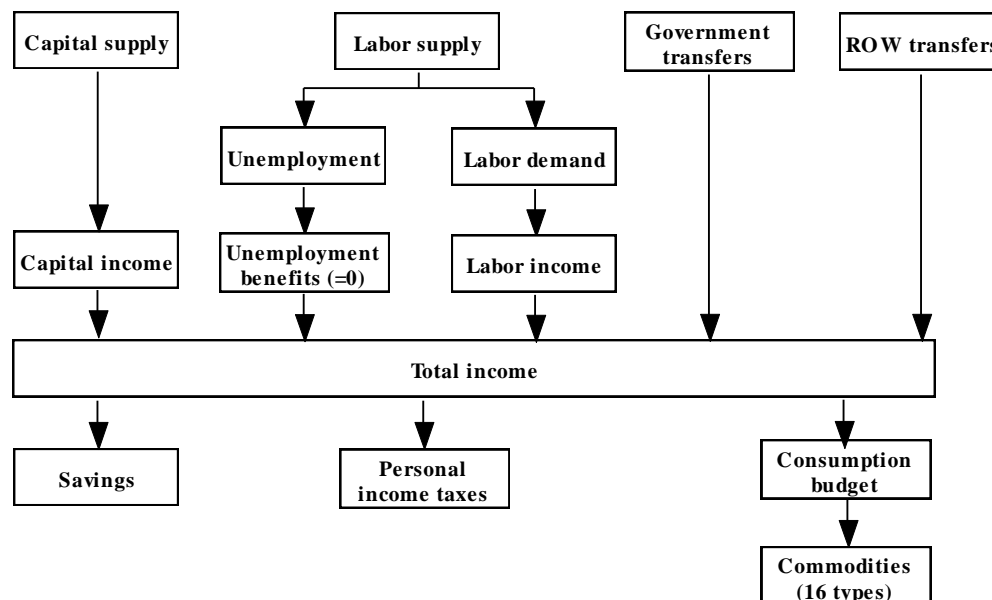 Capital supply
Labor supply
Government
transfers
ROW transfers
Unemployment
Labor demand
Capital income
Unemployment
benefits (=0)
Labor income
Total income
Savings
Personal
income taxes
Consumption
budget
Commodities
(16 types)